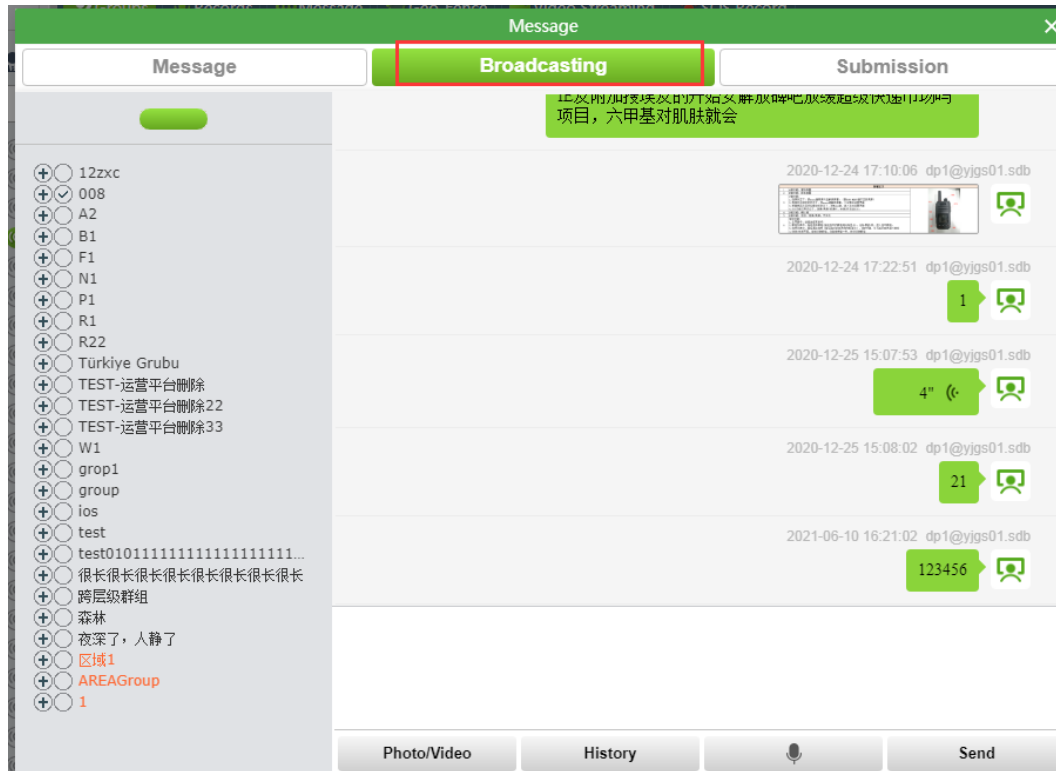 Message
Message
Broadcasting
Submission
项目，六甲基对肌肤就会
12zxc
008
A2
B1
F1
N1
P1
R1
R22
Türkiye Grubu
TEST-运营平台删除
TEST-运营平台删除22
TEST-运营平台删除33
W1
grop1
group
ios
test
很长很长很长很长很长很长很长很长
跨层级群组
森林
夜深了，人静了
区域1
AREAGroup
1
2020-12-24 17:10:06 dp1@yjgs01.sdb
2020-12-24 17:22:51 dp1@yjgs01.sdb
1
2020-12-25 15:07:53 dp1@yjgs01.sdb
4"
2020-12-25 15:08:02 dp1@yjgs01.sdb
21
2021-06-10 16:21:02 dp1@yjgs01.sdb
123456
Photo/Video
History
Send